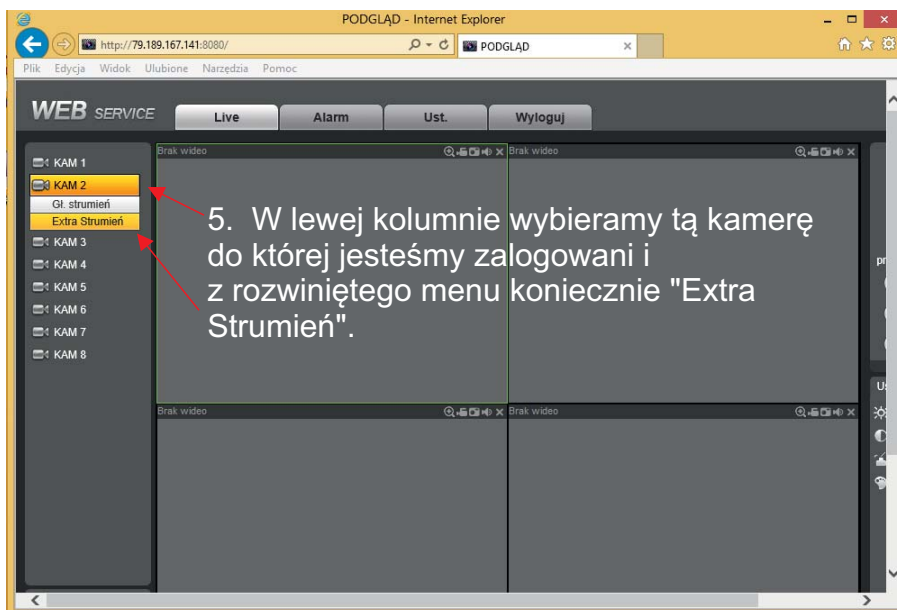 PODGLĄD - Internet Explorer
http://79.189.167.141:8080/
PODGLĄD
Plik Edycja Widok Ulubione Narzędzia Pomoc
WEB SERVICE
Live Alarm Ust. Wyloguj
KAM 1
KAM 2
Gł. strumień
Extra Strumień
KAM 3
KAM 4
KAM 5
KAM 6
KAM 7
KAM 8
Brak wideo
Brak wideo
5. W lewej kolumnie wybieramy tą kamerę
do której jesteśmy zalogowani i
z rozwiniętego menu koniecznie "Extra
Strumień".
Brak wideo
Brak wideo